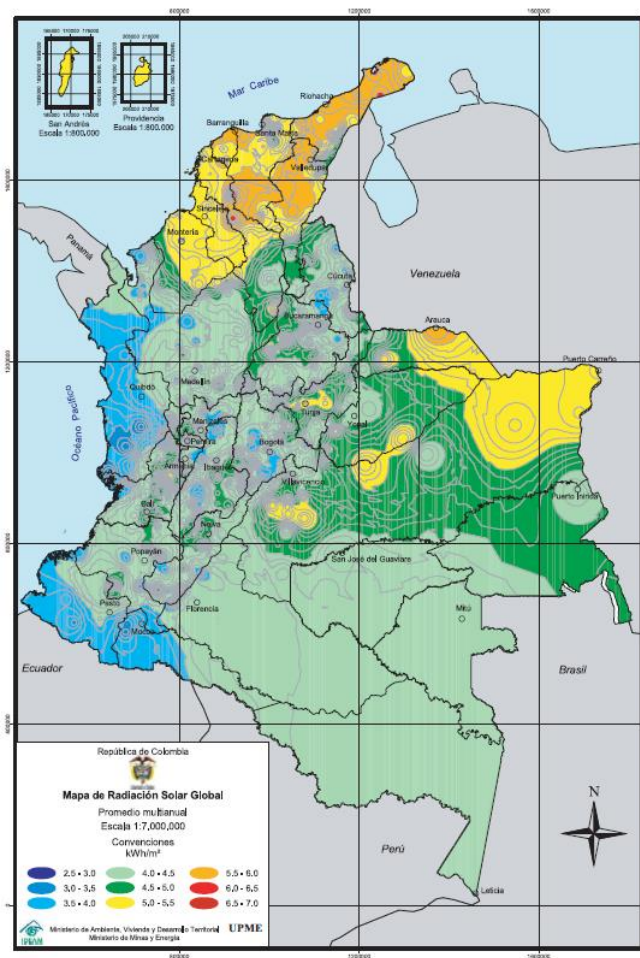 800000 1200000 1600000
San Andrés
Escala 1:800.000
Providencia
Escala 1:800.000
Mar Caribe
Riohacha
Barranquilla
Santa Marta
Cartagena
Valledupar
Sincelejo
Montería
Panamá
Venezuela
Cúcuta
Bucaramanga
Arauca
Puerto Carreño
Océano Pacífico
Medellín
Quibdó
Tunja
Yopal
Manizales
Pereira
Bogotá
Armenia
Ibagué
Villavicencio
Puerto Inírida
Cali
Neiva
San José del Guaviare
Popayán
Florencia
Mitú
Pasto
Mocoa
Ecuador
Brasil
República de Colombia
Mapa de Radiación Solar Global
Promedio multianual
Escala 1:7,000,000
Convenciones
kWh/m²
2.5 - 3.0 4.0 - 4.5 5.5 - 6.0
3.0 - 3.5 4.5 - 5.0 6.0 - 6.5
3.5 - 4.0 5.0 - 5.5 6.5 - 7.0
N
Perú
Leticia
IDEAM
Ministerio de Ambiente, Vivienda y Desarrollo Territorial
Ministerio de Minas y Energía
UPME